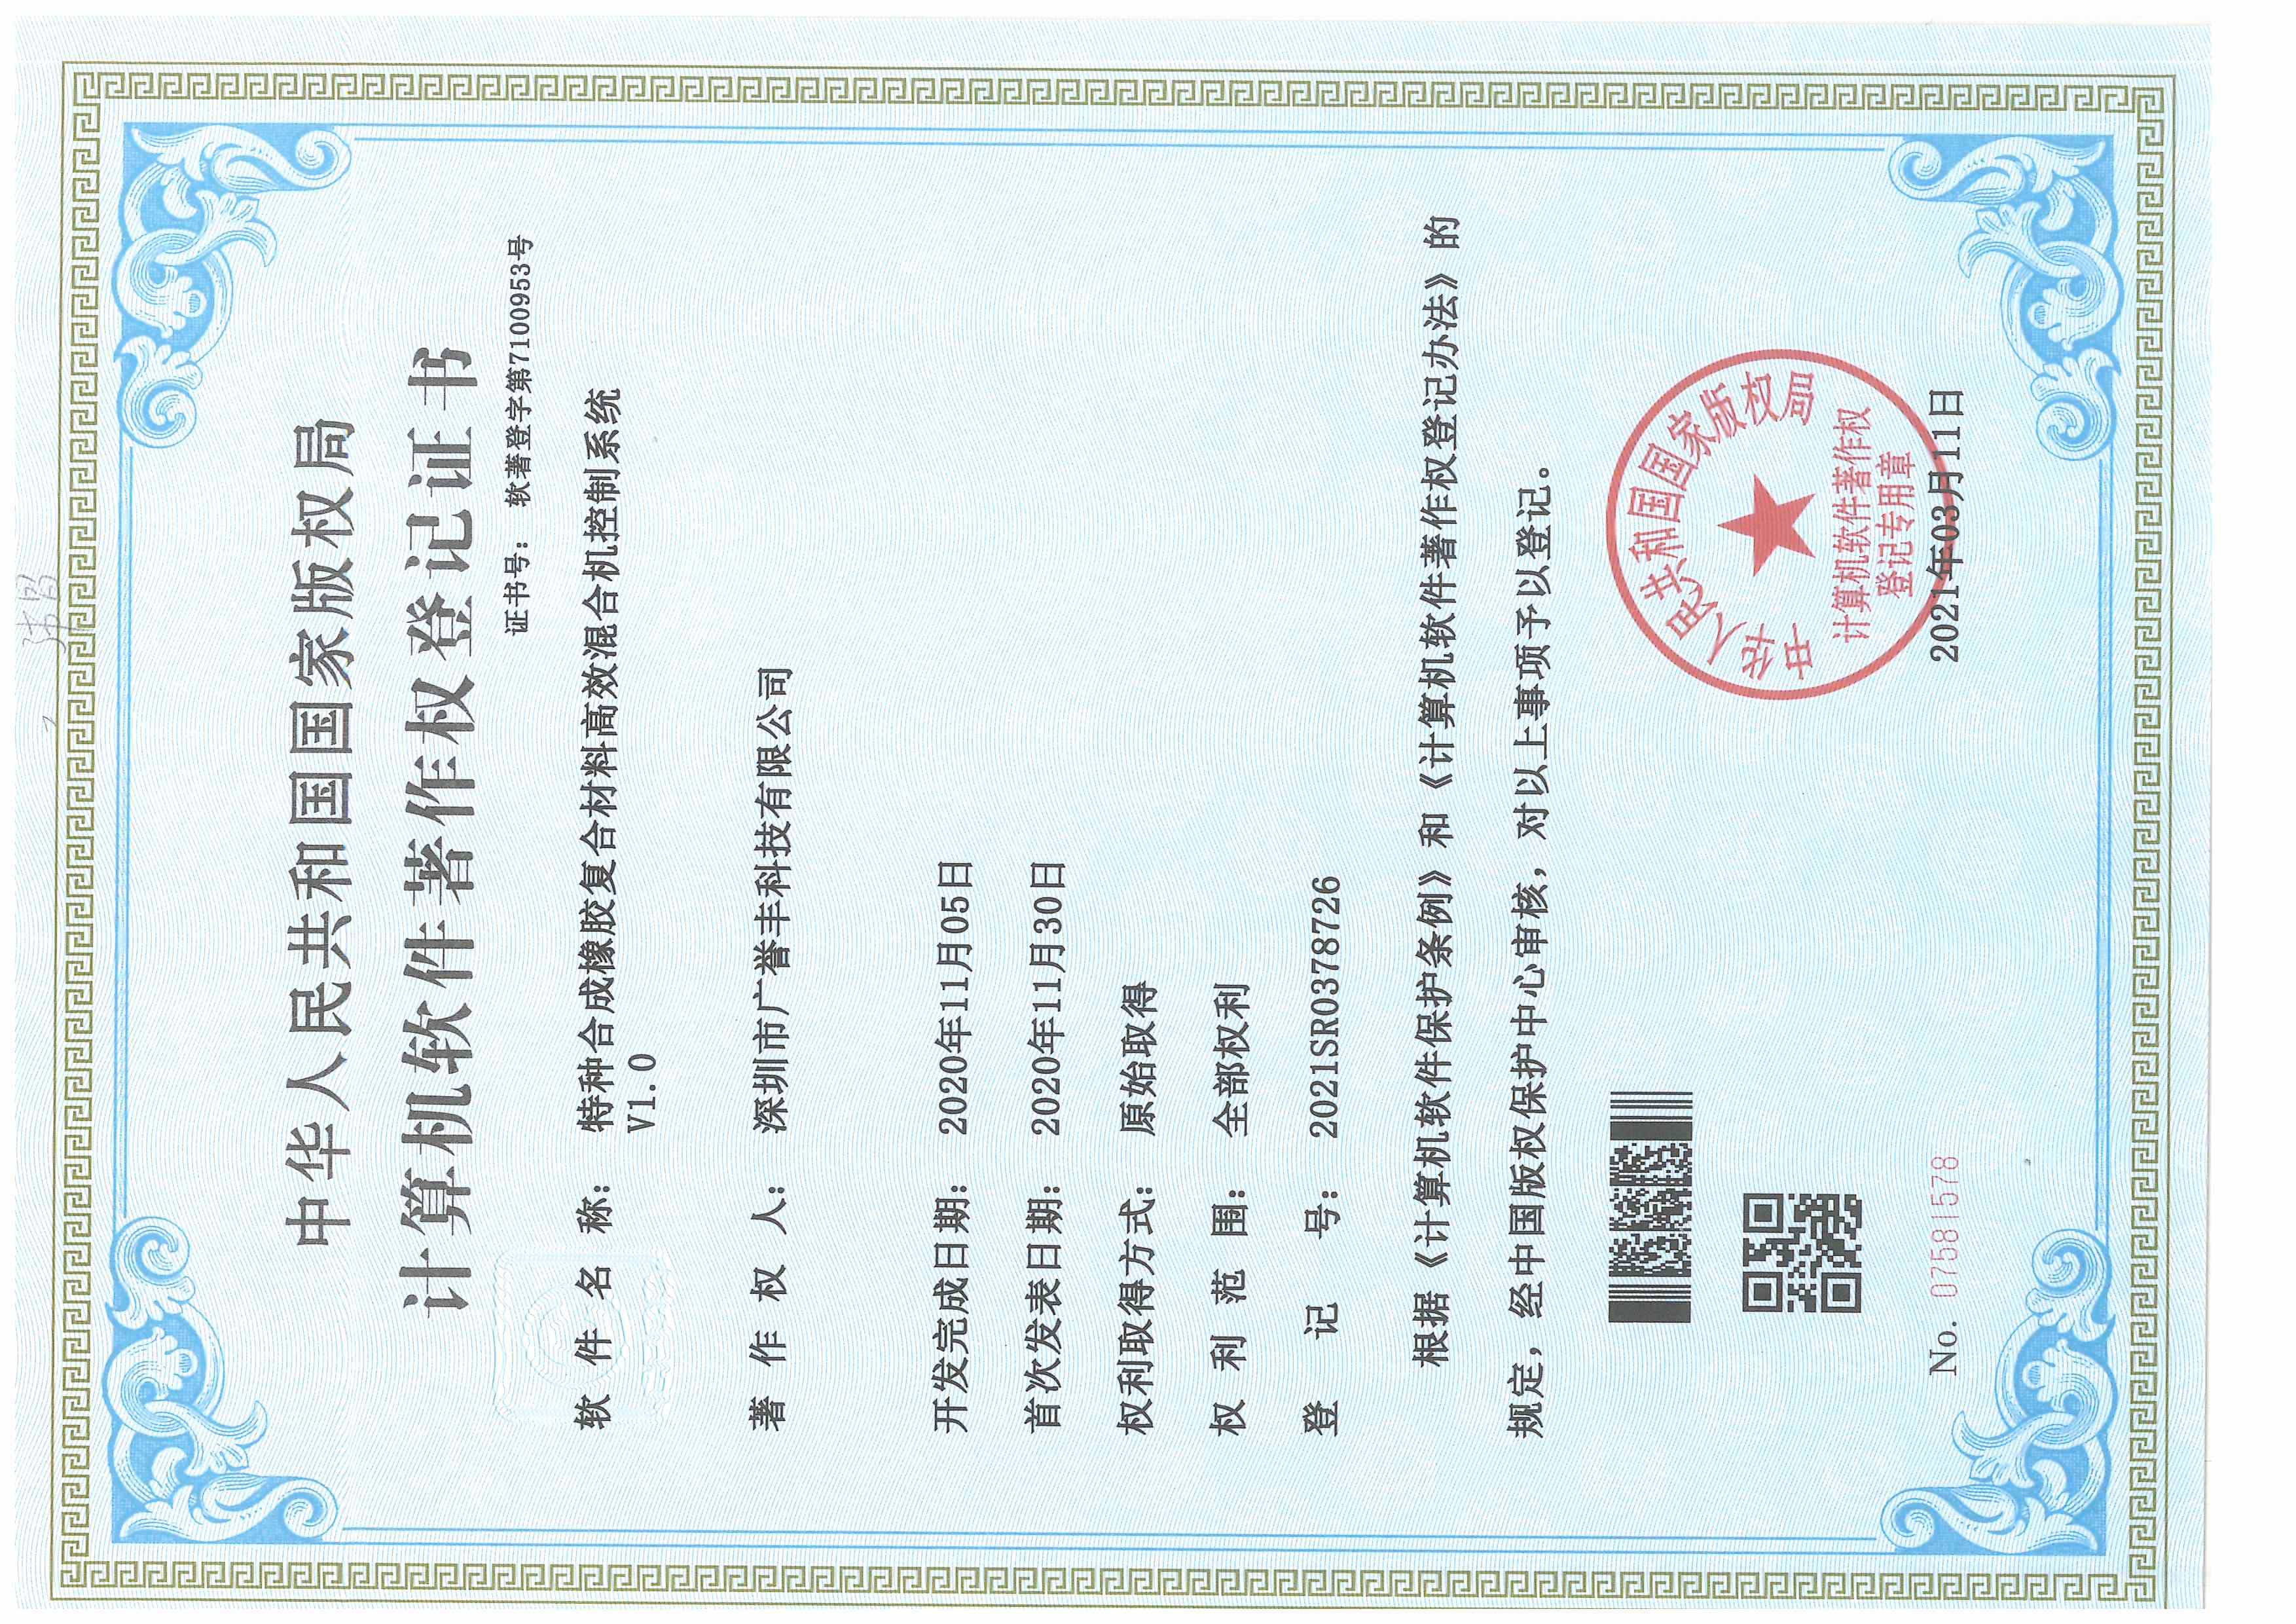 中华人民共和国国家版权局
计算机软件著作权登记证书
证书号： 软著登字第7100953号
软件名称： 特种合成橡胶复合材料高效混合机控制系统
V1.0
著作权人： 深圳市广誉丰科技有限公司
开发完成日期： 2020年11月05日
首次发表日期： 2020年11月30日
权利取得方式： 原始取得
权利范围： 全部权利
登记号： 2021SR0378726
根据《计算机软件保护条例》和《计算机软件著作权登记办法》的
规定，经中国版权保护中心审核，对以上事项予以登记。
中华人民共和国国家版权局
计算机软件著作权
登记专用章
No. 07581578
2021年03月11日